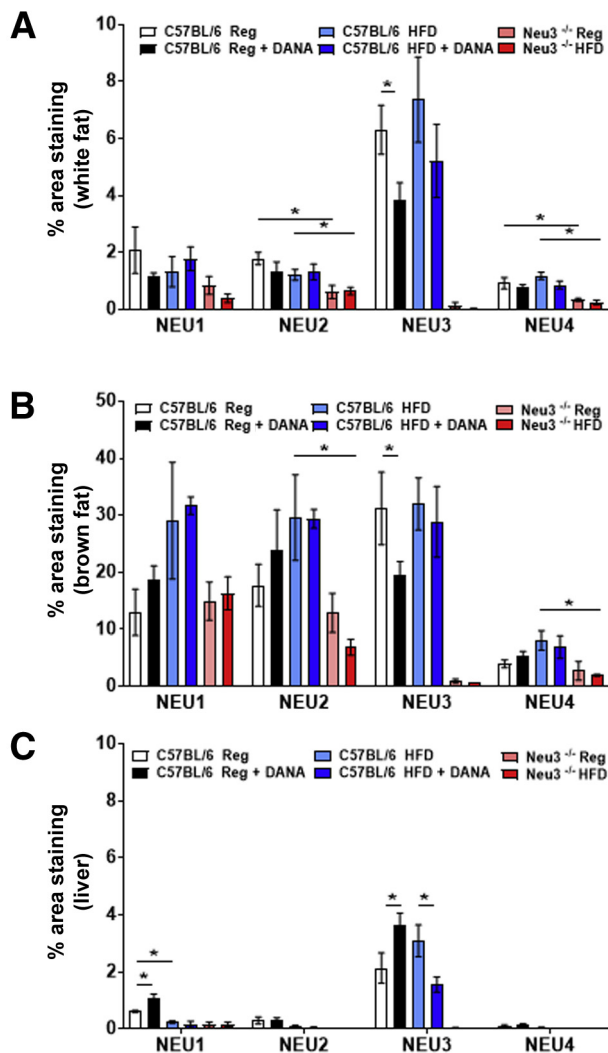 A
C57BL/6 Reg C57BL/6 HFD Neu3 -/- Reg
C57BL/6 Reg + DANA C57BL/6 HFD + DANA Neu3 -/- HFD
% area staining
(white fat)
10
8
6
4
2
0
* * * * *
NEU1 NEU2 NEU3 NEU4
B
C57BL/6 Reg C57BL/6 HFD Neu3 -/- Reg
C57BL/6 Reg + DANA C57BL/6 HFD + DANA Neu3 -/- HFD
% area staining
(brown fat)
50
40
30
20
10
0
* * *
NEU1 NEU2 NEU3 NEU4
C
C57BL/6 Reg C57BL/6 HFD Neu3 -/- Reg
C57BL/6 Reg + DANA C57BL/6 HFD + DANA Neu3 -/- HFD
% area staining
(liver)
10
8
6
4
2
0
* * * *
NEU1 NEU2 NEU3 NEU4